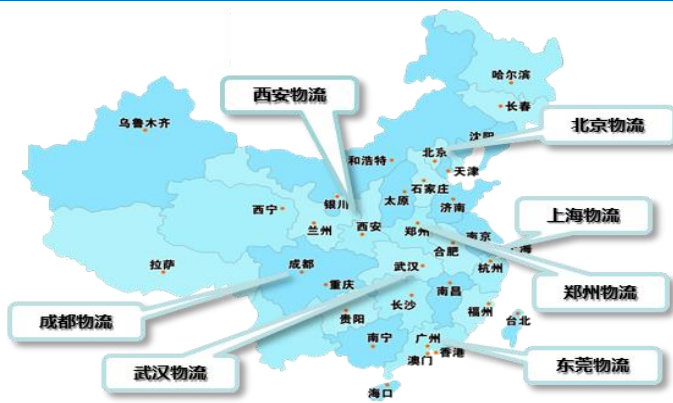 哈尔滨
西安物流
长春
乌鲁木齐
北京物流
沈阳
北京
和浩特
天津
石家庄
银川
太原
济南
西宁
上海物流
西安
兰州
郑州
南京
海
合肥
拉萨
成都
武汉
杭州
重庆
南昌
郑州物流
长沙
福州
贵阳
台北
成都物流
南宁
广州
香港
澳门
东莞物流
武汉物流
海口